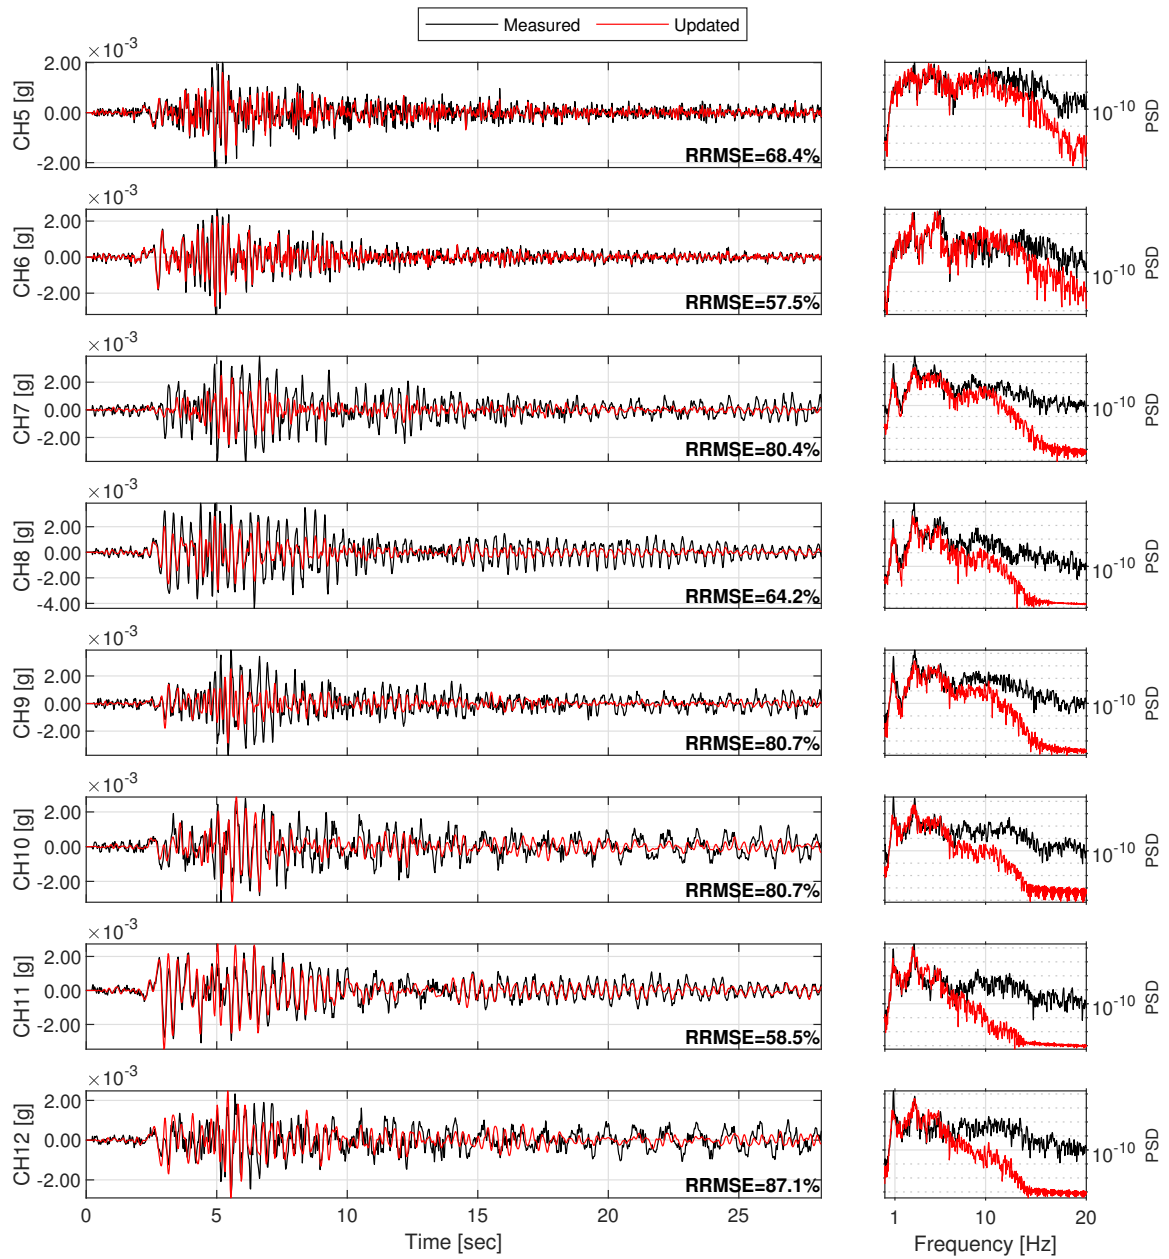 Measured Updated
×10-3
2.00
0.00
-2.00
CH5 [g]
RRMSE=68.4%
10-10
PSD
×10-3
2.00
0.00
-2.00
CH6 [g]
RRMSE=57.5%
10-10
PSD
×10-3
2.00
0.00
-2.00
CH7 [g]
RRMSE=80.4%
10-10
PSD
×10-3
2.00
0.00
-2.00
-4.00
CH8 [g]
RRMSE=64.2%
10-10
PSD
×10-3
2.00
0.00
-2.00
CH9 [g]
RRMSE=80.7%
10-10
PSD
×10-3
2.00
0.00
-2.00
CH10 [g]
RRMSE=80.7%
10-10
PSD
×10-3
2.00
0.00
-2.00
CH11 [g]
RRMSE=58.5%
10-10
PSD
×10-3
2.00
0.00
-2.00
CH12 [g]
RRMSE=87.1%
10-10
PSD
0 5 10 15 20 25
Time [sec]
1 10 20
Frequency [Hz]